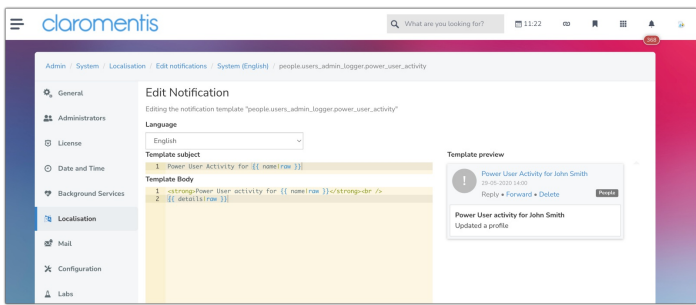 claromentis
What are you looking for?
11:22
368
Admin / System / Localisation / Edit notifications / System (English) / people.users_admin_logger.power_user_activity
General
Administrators
License
Date and Time
Background Services
Localisation
Mail
Configuration
Labs
Edit Notification
Editing the notification template "people.users_admin_logger.power_user_activity"
Language
English
Template subject
1 Power User Activity for {{ name|raw }}
Template Body
1 <strong>Power User activity for {{ name|raw }}</strong><br />
2 {{ details|raw }}
Template preview
Power User Activity for John Smith
29-05-2020 14:00
Reply • Forward • Delete
People
Power User activity for John Smith
Updated a profile